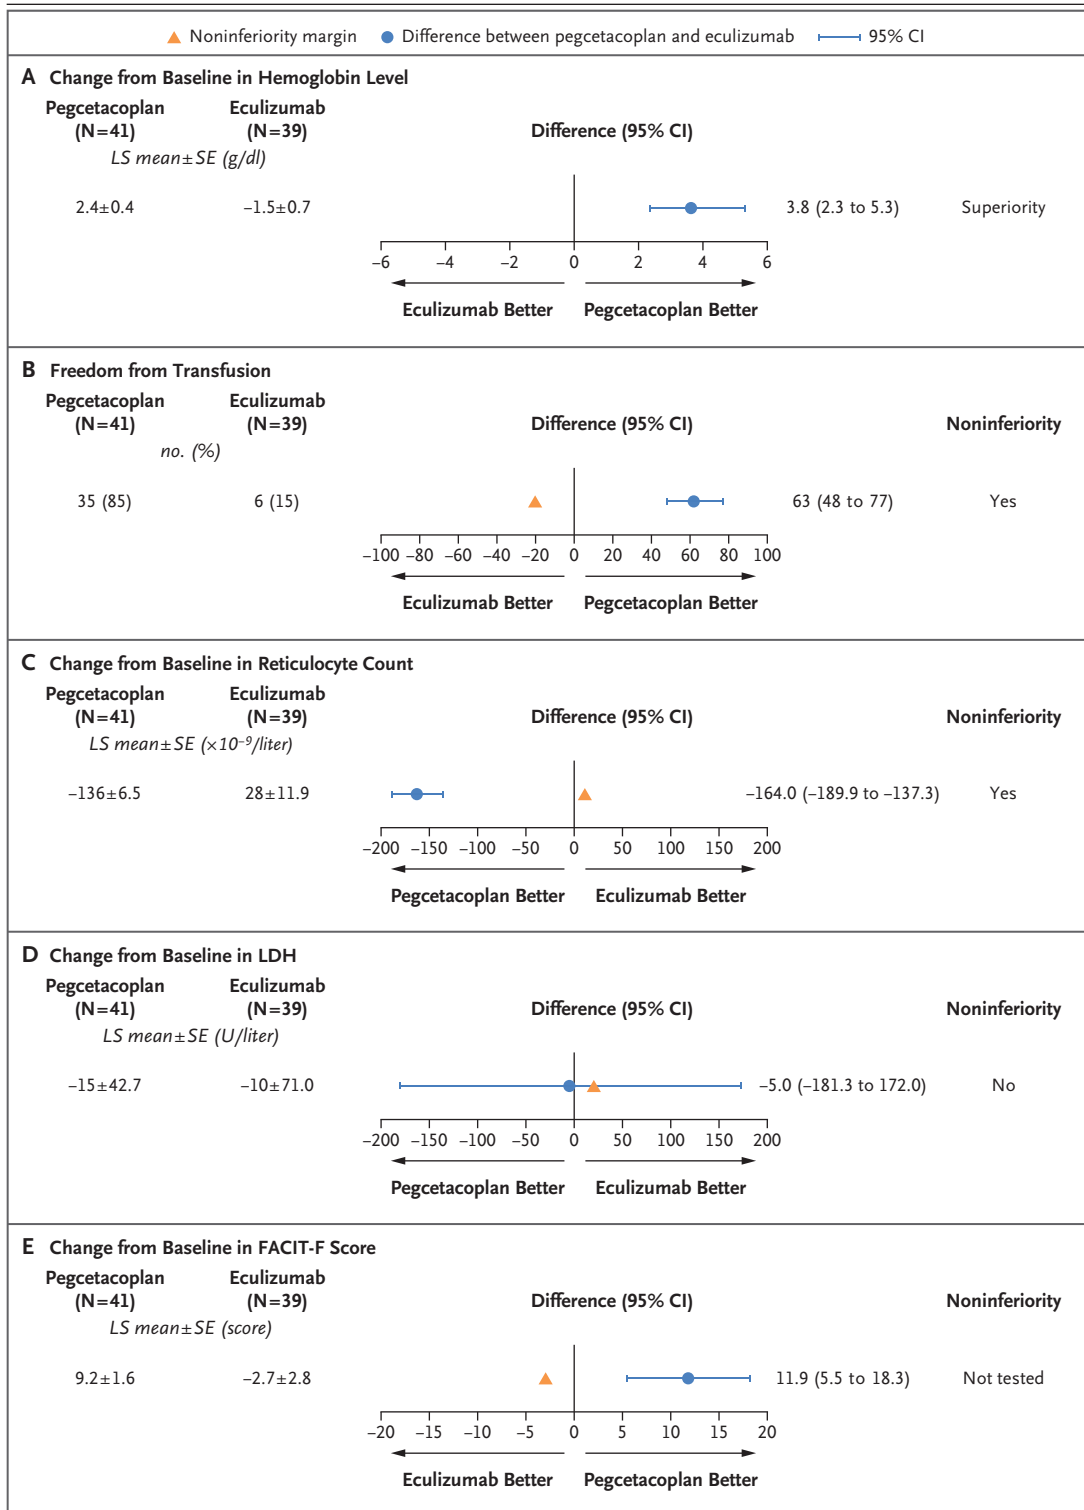 Noninferiority margin Difference between pegcetacoplan and eculizumab 95% CI
A Change from Baseline in Hemoglobin Level
Pegcetacoplan Eculizumab
(N=41) (N=39) Difference (95% CI)
LS mean±SE (g/dl)
2.4±0.4 −1.5±0.7 3.8 (2.3 to 5.3) Superiority
−6 −4 −2 0 2 4 6
Eculizumab Better Pegcetacoplan Better
B Freedom from Transfusion
Pegcetacoplan Eculizumab
(N=41) (N=39) Difference (95% CI) Noninferiority
no. (%)
35 (85) 6 (15) 63 (48 to 77) Yes
−100 −80 −60 −40 −20 0 20 40 60 80 100
Eculizumab Better Pegcetacoplan Better
C Change from Baseline in Reticulocyte Count
Pegcetacoplan Eculizumab
(N=41) (N=39) Difference (95% CI) Noninferiority
LS mean±SE (×10⁻⁹/liter)
−136±6.5 28±11.9 −164.0 (−189.9 to −137.3) Yes
−200 −150 −100 −50 0 50 100 150 200
Pegcetacoplan Better Eculizumab Better
D Change from Baseline in LDH
Pegcetacoplan Eculizumab
(N=41) (N=39) Difference (95% CI) Noninferiority
LS mean±SE (U/liter)
−15±42.7 −10±71.0 −5.0 (−181.3 to 172.0) No
−200 −150 −100 −50 0 50 100 150 200
Pegcetacoplan Better Eculizumab Better
E Change from Baseline in FACIT-F Score
Pegcetacoplan Eculizumab
(N=41) (N=39) Difference (95% CI) Noninferiority
LS mean±SE (score)
9.2±1.6 −2.7±2.8 11.9 (5.5 to 18.3) Not tested
−20 −15 −10 −5 0 5 10 15 20
Eculizumab Better Pegcetacoplan Better